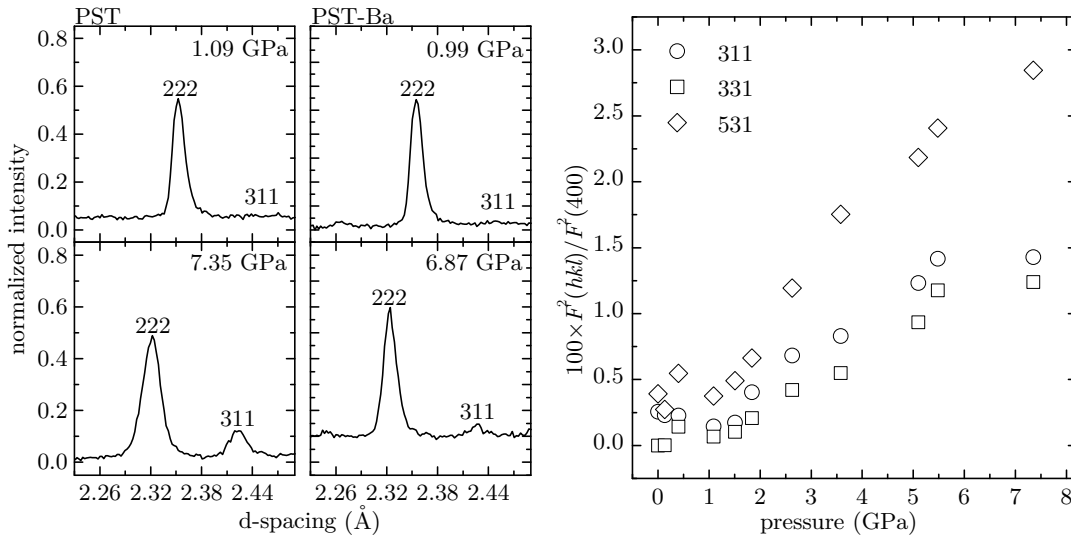 PST
PST-Ba
1.09 GPa
0.99 GPa
222
311
222
311
0.8
0.6
0.4
0.2
0.0
7.35 GPa
6.87 GPa
222
311
222
311
0.8
0.6
0.4
0.2
0.0
normalized intensity
2.26 2.32 2.38 2.44
2.26 2.32 2.38 2.44
d-spacing (Å)
311
331
531
3.0
2.5
2.0
1.5
1.0
0.5
0.0
100×F²(hkl)/F²(400)
0 1 2 3 4 5 6 7 8
pressure (GPa)